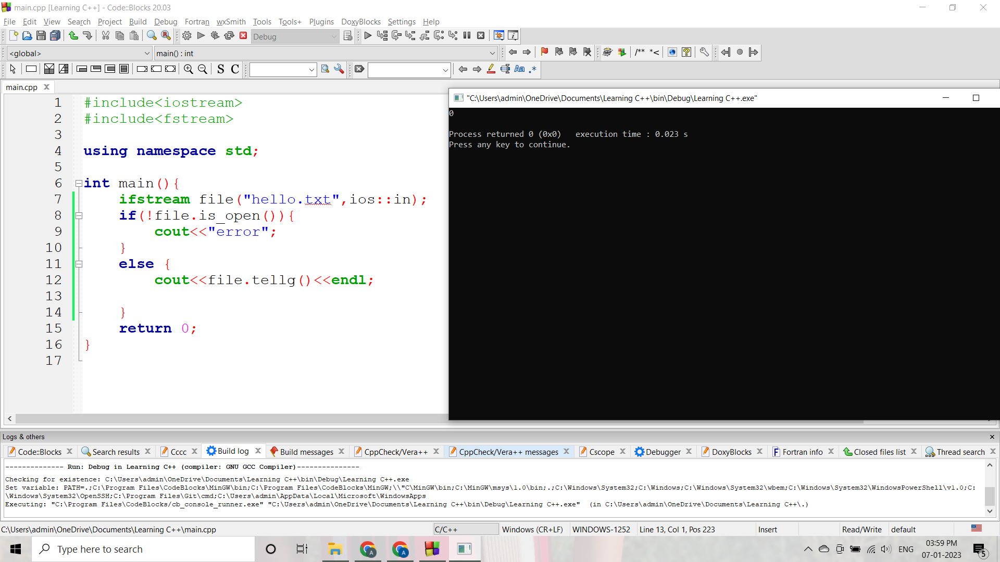 main.cpp [Learning C++] - Code::Blocks 20.03
File Edit View Search Project Build Debug Fortran wxSmith Tools Tools+ Plugins DoxyBlocks Settings Help
Debug
<global> main() : int
/** *<
S C Aa .*
main.cpp
1 #include<iostream>
2 #include<fstream>
3
4 using namespace std;
5
6 int main(){
7 ifstream file("hello.txt",ios::in);
8 if(!file.is_open()){
9 cout<<"error";
10 }
11 else {
12 cout<<file.tellg()<<endl;
13
14 }
15 return 0;
16 }
17
"C:\Users\admin\OneDrive\Documents\Learning C++\bin\Debug\Learning C++.exe"
0
Process returned 0 (0x0) execution time : 0.023 s
Press any key to continue.
Logs & others
Code::Blocks Search results Cccc Build log Build messages CppCheck/Vera++ CppCheck/Vera++ messages Cscope Debugger DoxyBlocks Fortran info Closed files list Thread search
-------------- Run: Debug in Learning C++ (compiler: GNU GCC Compiler)---------------
Checking for existence: C:\Users\admin\OneDrive\Documents\Learning C++\bin\Debug\Learning C++.exe
Set variable: PATH=.;C:\Program Files\CodeBlocks\MinGW\bin;C:\Program Files\CodeBlocks\MinGW;\\"C\MinGW\bin;C:\MinGW\msys\1.0\bin;.;C:\Windows\System32;C:\Windows;C:\Windows\System32\wbem;C:\Windows\System32\WindowsPowerShell\v1.0;C:
\Windows\System32\OpenSSH;C:\Program Files\Git\cmd;C:\Users\admin\AppData\Local\Microsoft\WindowsApps
Executing: "C:\Program Files\CodeBlocks/cb_console_runner.exe" "C:\Users\admin\OneDrive\Documents\Learning C++\bin\Debug\Learning C++.exe" (in C:\Users\admin\OneDrive\Documents\Learning C++\.)
C:\Users\admin\OneDrive\Documents\Learning C++\main.cpp C/C++ Windows (CR+LF) WINDOWS-1252 Line 13, Col 1, Pos 223 Insert Read/Write default
Type here to search
ENG
03:59 PM
07-01-2023
5